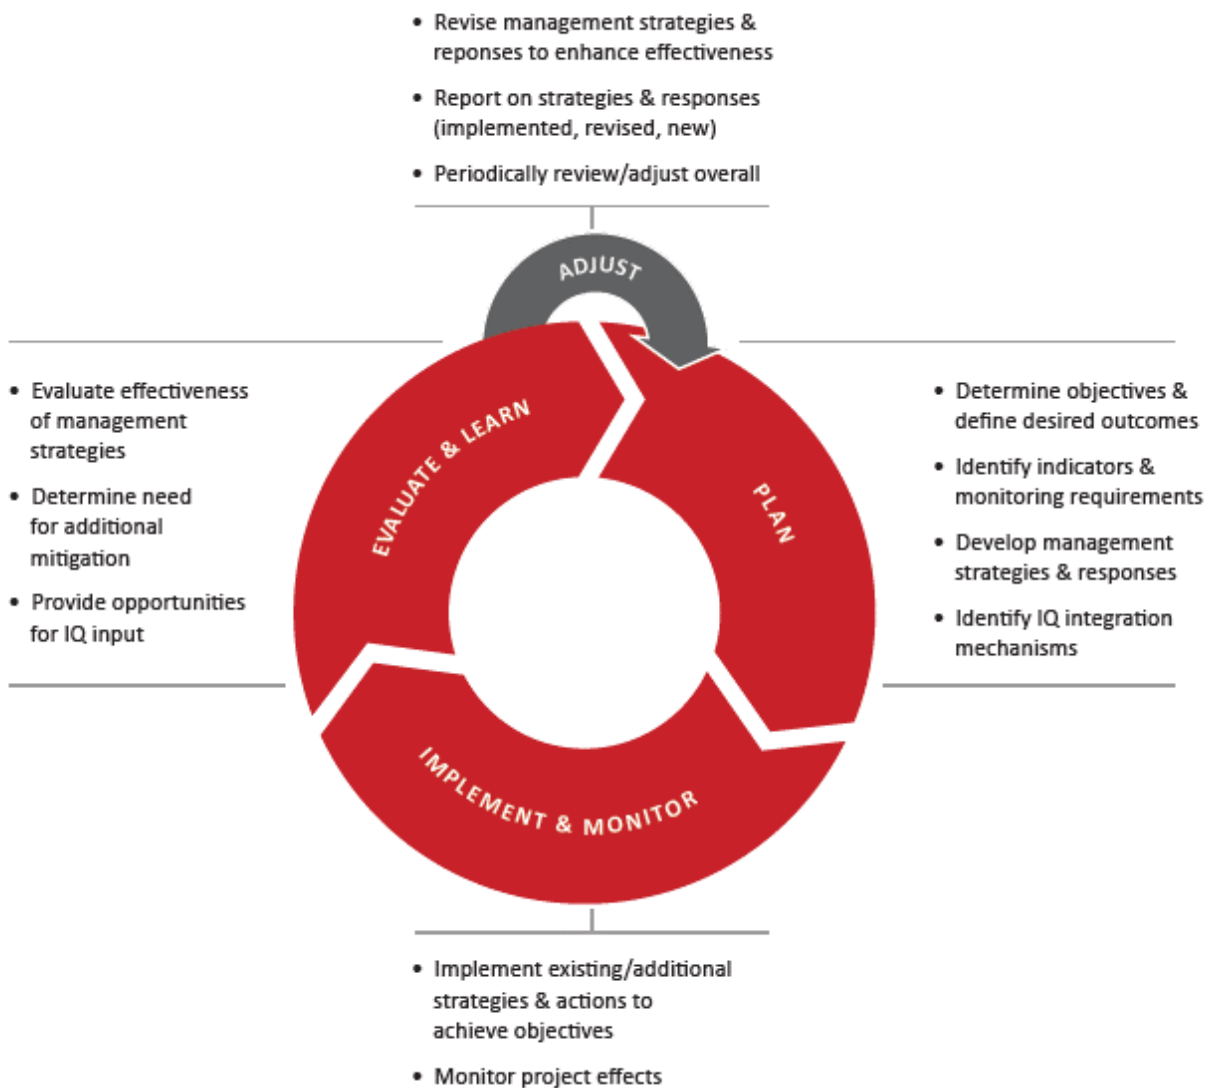 • Revise management strategies &
reponses to enhance effectiveness
• Report on strategies & responses
(implemented, revised, new)
• Periodically review/adjust overall
ADJUST
EVALUATE & LEARN
PLAN
IMPLEMENT & MONITOR
• Evaluate effectiveness
of management
strategies
• Determine need
for additional
mitigation
• Provide opportunities
for IQ input
• Determine objectives &
define desired outcomes
• Identify indicators &
monitoring requirements
• Develop management
strategies & responses
• Identify IQ integration
mechanisms
• Implement existing/additional
strategies & actions to
achieve objectives
• Monitor project effects